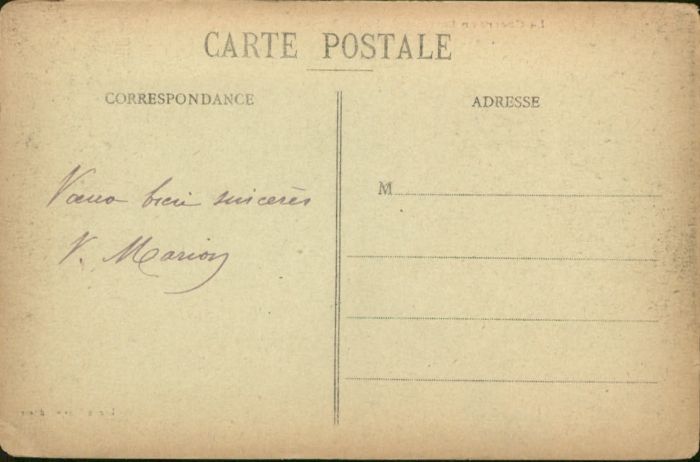 CARTE POSTALE
CORRESPONDANCE
ADRESSE
M
Vœux bien sincères
V. Marion